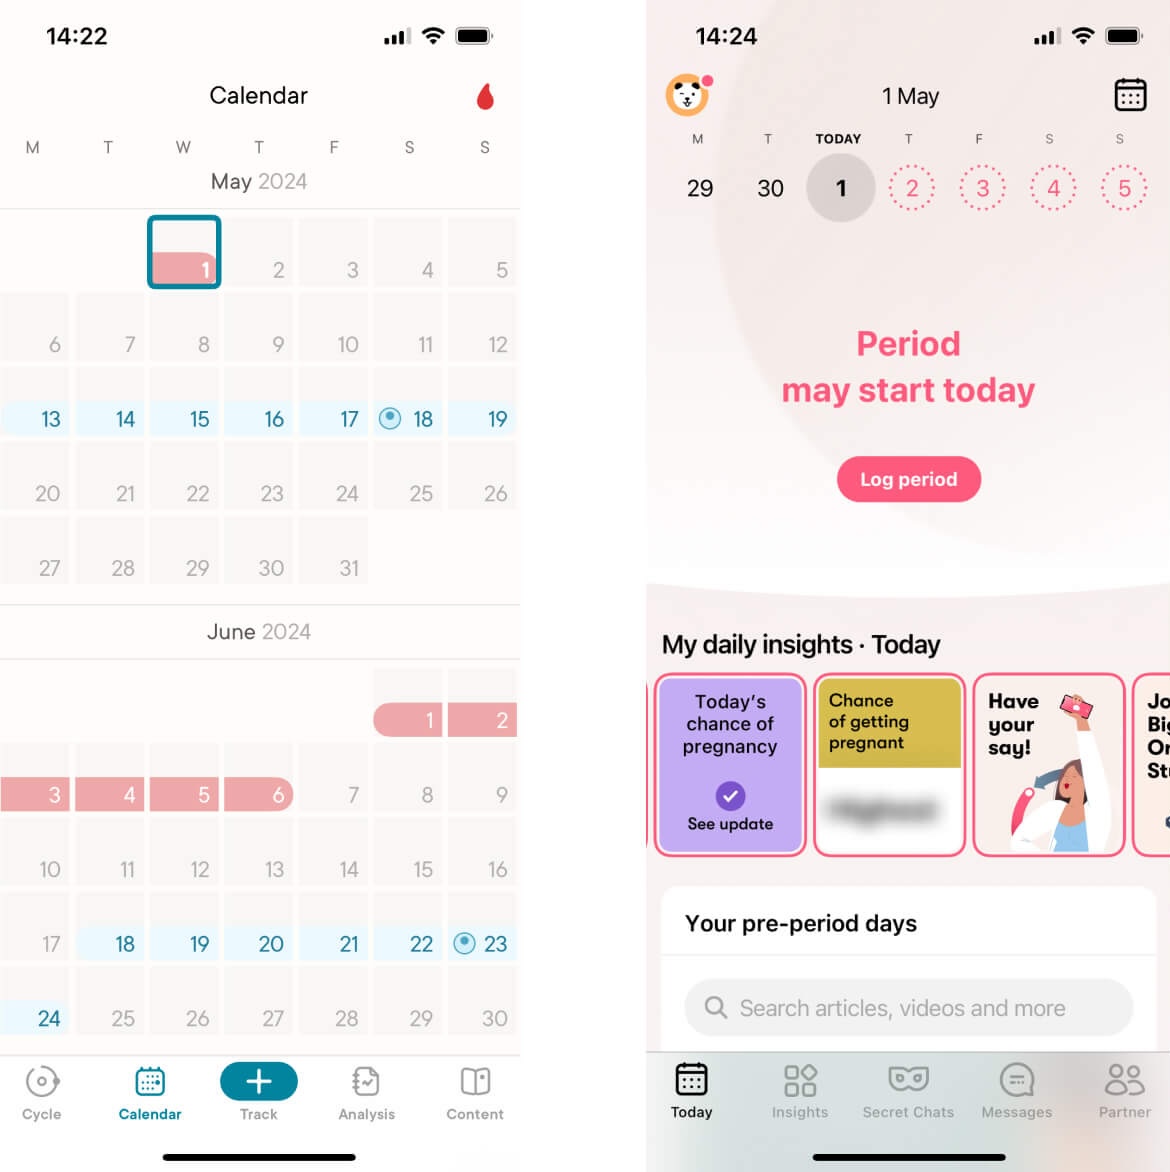 14:22
Calendar
M T W T F S S
May 2024
1 2 3 4 5
6 7 8 9 10 11 12
13 14 15 16 17 18 19
20 21 22 23 24 25 26
27 28 29 30 31
June 2024
1 2
3 4 5 6 7 8 9
10 11 12 13 14 15 16
17 18 19 20 21 22 23
24 25 26 27 28 29 30
Cycle Calendar Track Analysis Content
14:24
1 May
M T TODAY T F S S
29 30 1 2 3 4 5
Period
may start today
Log period
My daily insights · Today
Today's
chance of
pregnancy
See update
Chance
of getting
pregnant
Have
your
say!
Jo
Big
Or
St
Your pre-period days
Search articles, videos and more
Today Insights Secret Chats Messages Partner